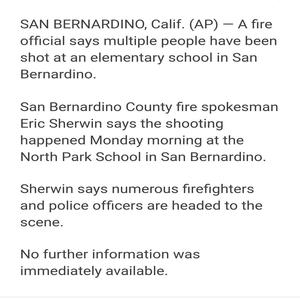 SAN BERNARDINO, Calif. (AP) — A fire
official says multiple people have been
shot at an elementary school in San
Bernardino.
San Bernardino County fire spokesman
Eric Sherwin says the shooting
happened Monday morning at the
North Park School in San Bernardino.
Sherwin says numerous firefighters
and police officers are headed to the
scene.
No further information was
immediately available.